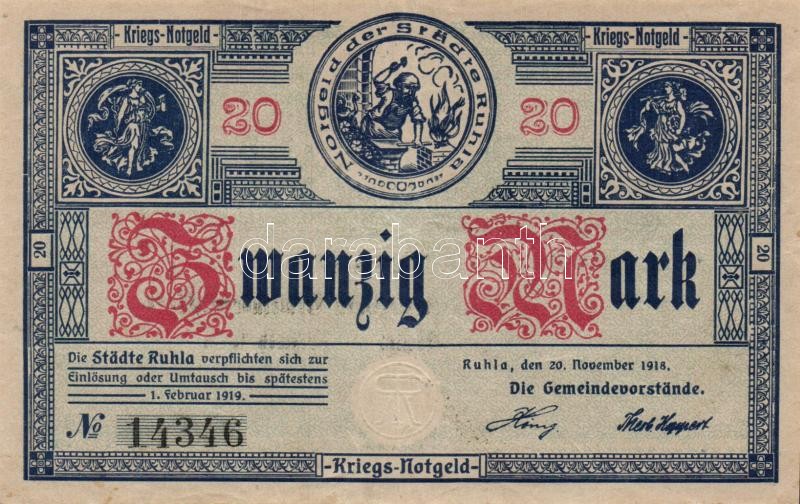 -Kriegs-Notgeld-
-Kriegs-Notgeld-
Notgeld der Städte Ruhla
20
20
darabanth
Zwanzig Mark
20
20
Die Städte Ruhla verpflichten sich zur
Einlösung oder Umtausch bis spätestens
1. Februar 1919.
Ruhla, den 20. November 1918.
Die Gemeindevorstände.
№ 14346
-Kriegs-Notgeld-